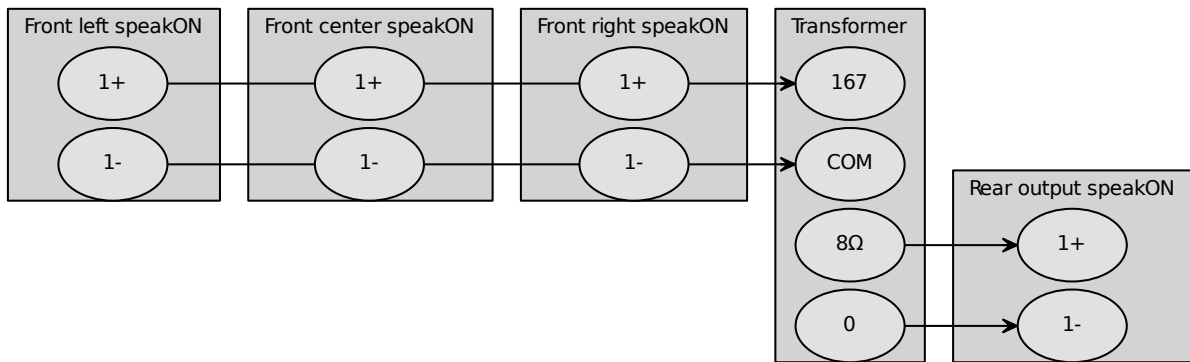 Front left speakON
1+
1-
Front center speakON
1+
1-
Front right speakON
1+
1-
Transformer
167
COM
8Ω
0
Rear output speakON
1+
1-